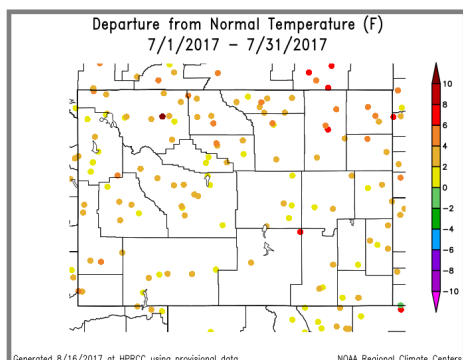 Departure from Normal Temperature (F)
7/1/2017 – 7/31/2017
10
8
6
4
2
0
-2
-4
-6
-8
-10
Generated 8/16/2017 at HPRCC using provisional data.
NOAA Regional Climate Centers